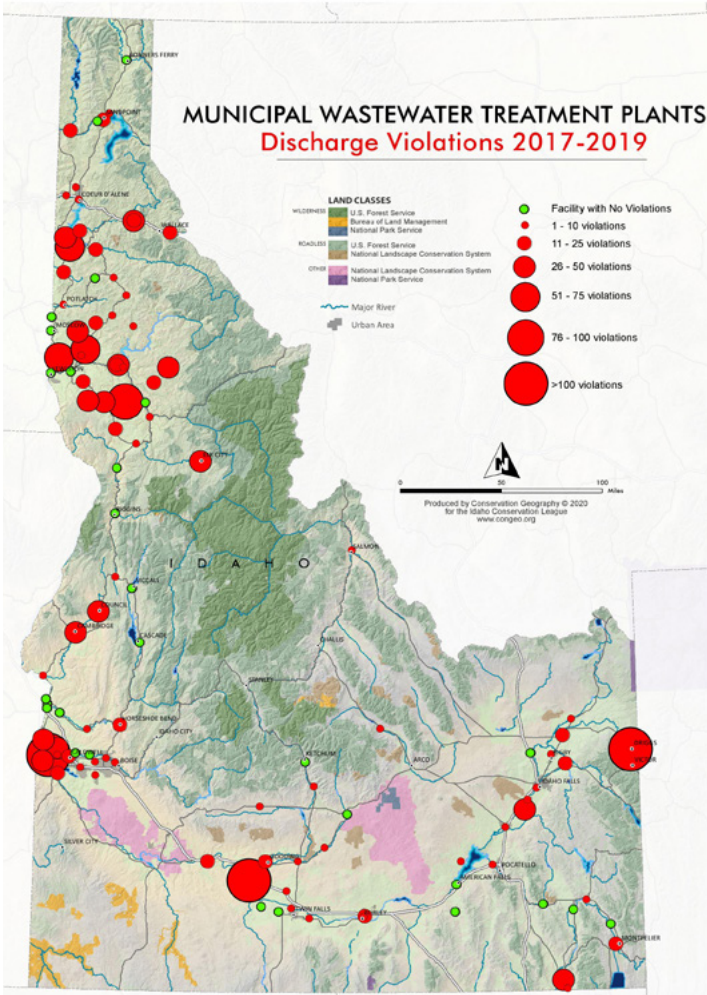 MUNICIPAL WASTEWATER TREATMENT PLANTS
Discharge Violations 2017-2019
LAND CLASSES
WILDERNESS
U.S. Forest Service
Bureau of Land Management
National Park Service
ROADLESS
U.S. Forest Service
National Landscape Conservation System
OTHER
National Landscape Conservation System
National Park Service
Major River
Urban Area
Facility with No Violations
1 - 10 violations
11 - 25 violations
26 - 50 violations
51 - 75 violations
76 - 100 violations
>100 violations
N
0 50 100
Miles
Produced by Conservation Geography © 2020
for the Idaho Conservation League
www.congeo.org
BONNERS FERRY
COEUR D'ALENE
WALLACE
POTLATCH
IDAHO
SALMON
COUNCIL
CASCADE
CHALLIS
STANLEY
HORSESHOE BEND
IDAHO CITY
BOISE
KETCHUM
ARCO
IDAHO FALLS
SILVER CITY
POCATELLO
AMERICAN FALLS
TWIN FALLS
MONTPELIER